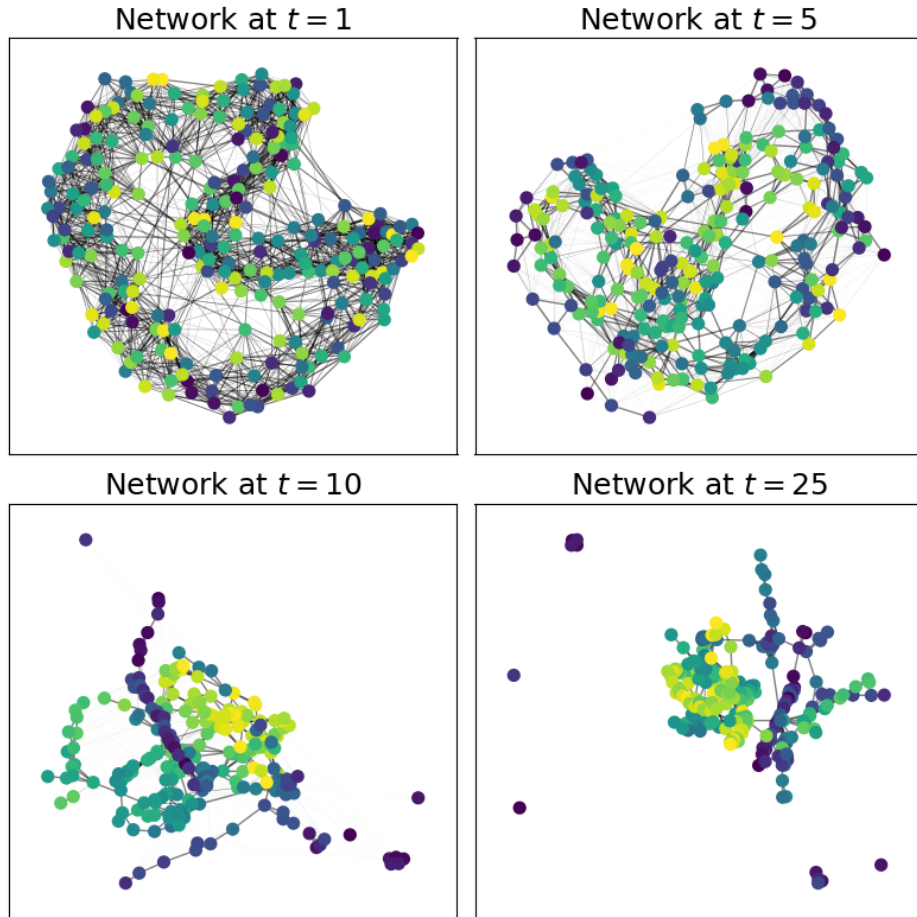 Network at t = 1
Network at t = 5
Network at t = 10
Network at t = 25